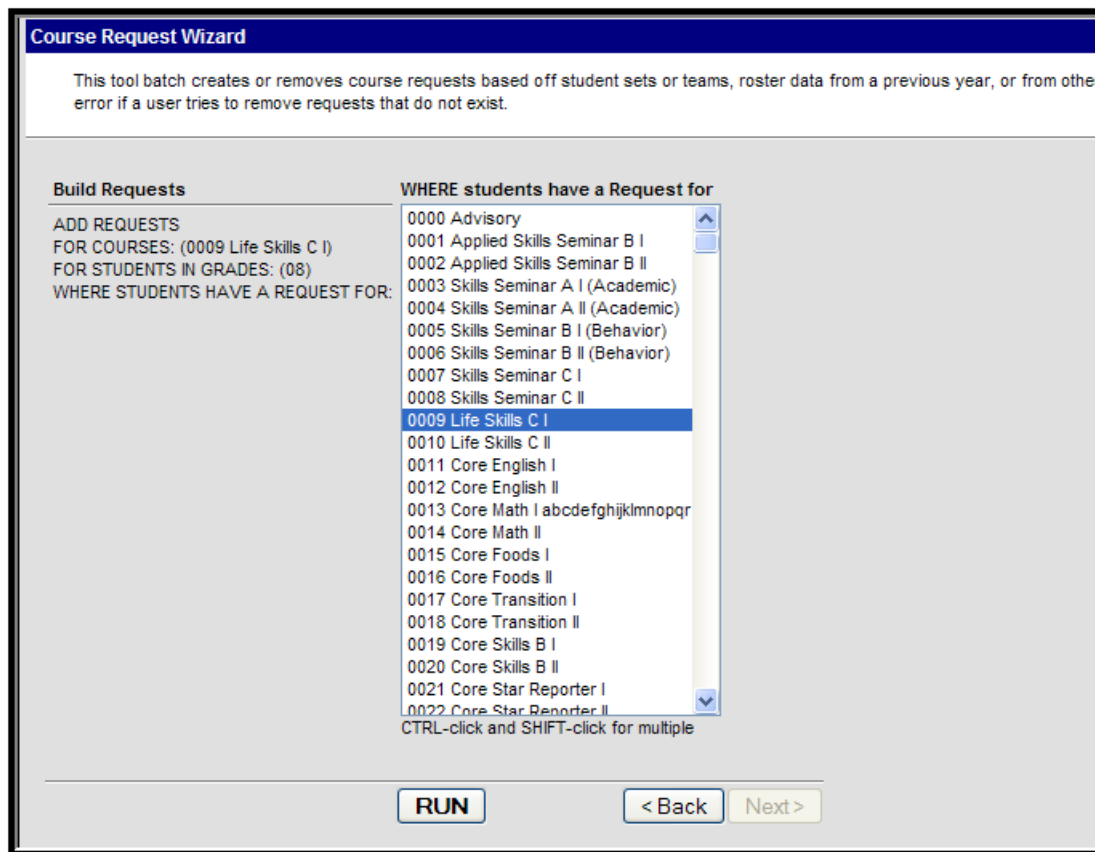 Course Request Wizard
This tool batch creates or removes course requests based off student sets or teams, roster data from a previous year, or from othe
error if a user tries to remove requests that do not exist.
Build Requests
ADD REQUESTS
FOR COURSES: (0009 Life Skills C I)
FOR STUDENTS IN GRADES: (08)
WHERE STUDENTS HAVE A REQUEST FOR:
WHERE students have a Request for
0000 Advisory
0001 Applied Skills Seminar B I
0002 Applied Skills Seminar B II
0003 Skills Seminar A I (Academic)
0004 Skills Seminar A II (Academic)
0005 Skills Seminar B I (Behavior)
0006 Skills Seminar B II (Behavior)
0007 Skills Seminar C I
0008 Skills Seminar C II
0009 Life Skills C I
0010 Life Skills C II
0011 Core English I
0012 Core English II
0013 Core Math I abcdefghijklmnopqr
0014 Core Math II
0015 Core Foods I
0016 Core Foods II
0017 Core Transition I
0018 Core Transition II
0019 Core Skills B I
0020 Core Skills B II
0021 Core Star Reporter I
0022 Core Star Reporter II
CTRL-click and SHIFT-click for multiple
RUN
< Back
Next >